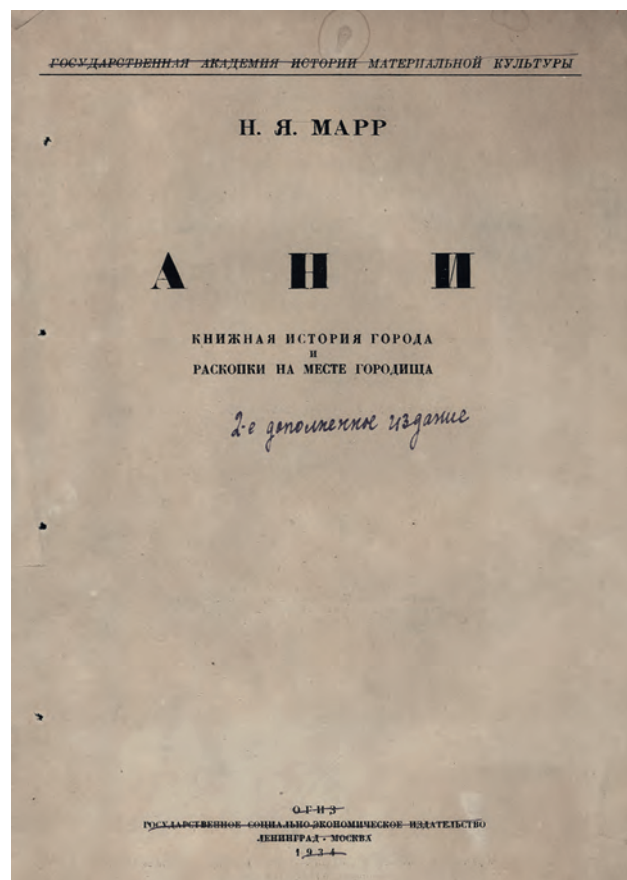 ГОСУДАРСТВЕННАЯ АКАДЕМИЯ ИСТОРИИ МАТЕРИАЛЬНОЙ КУЛЬТУРЫ
Н. Я. МАРР
АНИ
КНИЖНАЯ ИСТОРИЯ ГОРОДА
И
РАСКОПКИ НА МЕСТЕ ГОРОДИЩА
2-е дополненное издание
ОГИЗ
ГОСУДАРСТВЕННОЕ СОЦИАЛЬНО-ЭКОНОМИЧЕСКОЕ ИЗДАТЕЛЬСТВО
ЛЕНИНГРАД - МОСКВА
1934